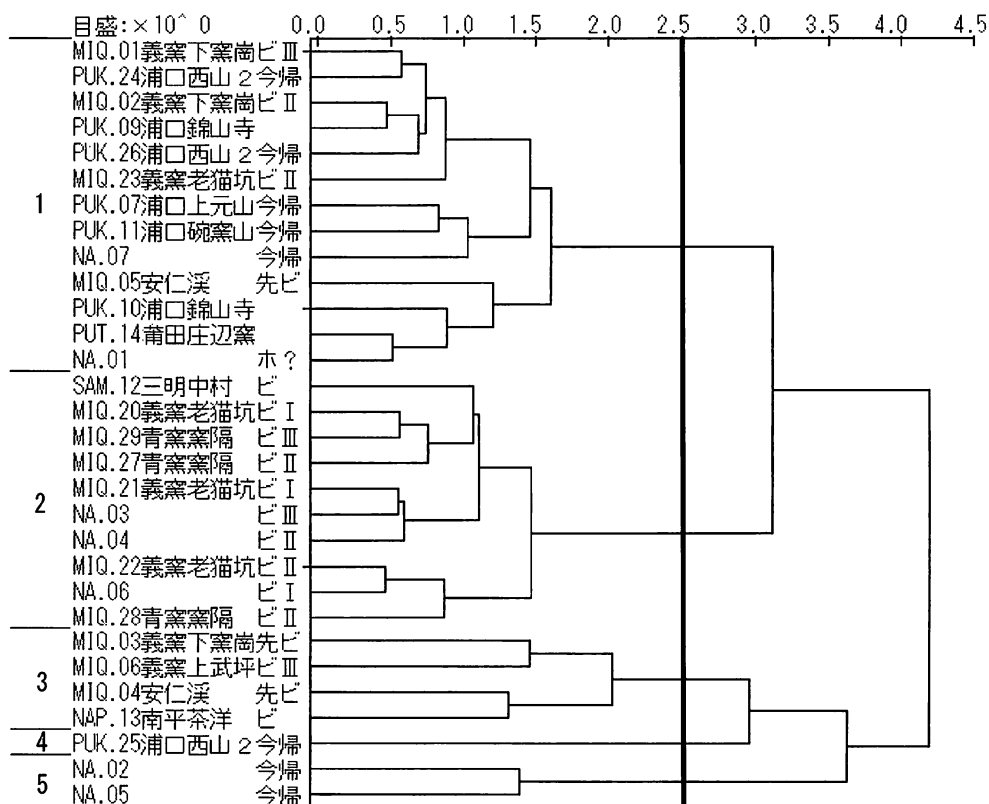 目盛:×10^ 0 0.0 0.5 1.0 1.5 2.0 2.5 3.0 3.5 4.0 4.5
1
MIQ.01義窯下窯崗ビⅢ
PUK.24浦口西山2今帰
MIQ.02義窯下窯崗ビⅡ
PUK.09浦口錦山寺
PUK.26浦口西山2今帰
MIQ.23義窯老猫坑ビⅡ
PUK.07浦口上元山今帰
PUK.11浦口碗窯山今帰
NA.07 今帰
MIQ.05安仁渓 先ビ
PUK.10浦口錦山寺
PUT.14莆田庄辺窯
NA.01 ホ?
2
SAM.12三明中村 ビ
MIQ.20義窯老猫坑ビⅠ
MIQ.29青窯窯隔 ビⅢ
MIQ.27青窯窯隔 ビⅡ
MIQ.21義窯老猫坑ビⅠ
NA.03 ビⅢ
NA.04 ビⅡ
MIQ.22義窯老猫坑ビⅡ
NA.06 ビⅠ
MIQ.28青窯窯隔 ビⅡ
3
MIQ.03義窯下窯崗先ビ
MIQ.06義窯上武坪ビⅢ
MIQ.04安仁渓 先ビ
NAP.13南平茶洋 ビ
4
PUK.25浦口西山2今帰
5
NA.02 今帰
NA.05 今帰